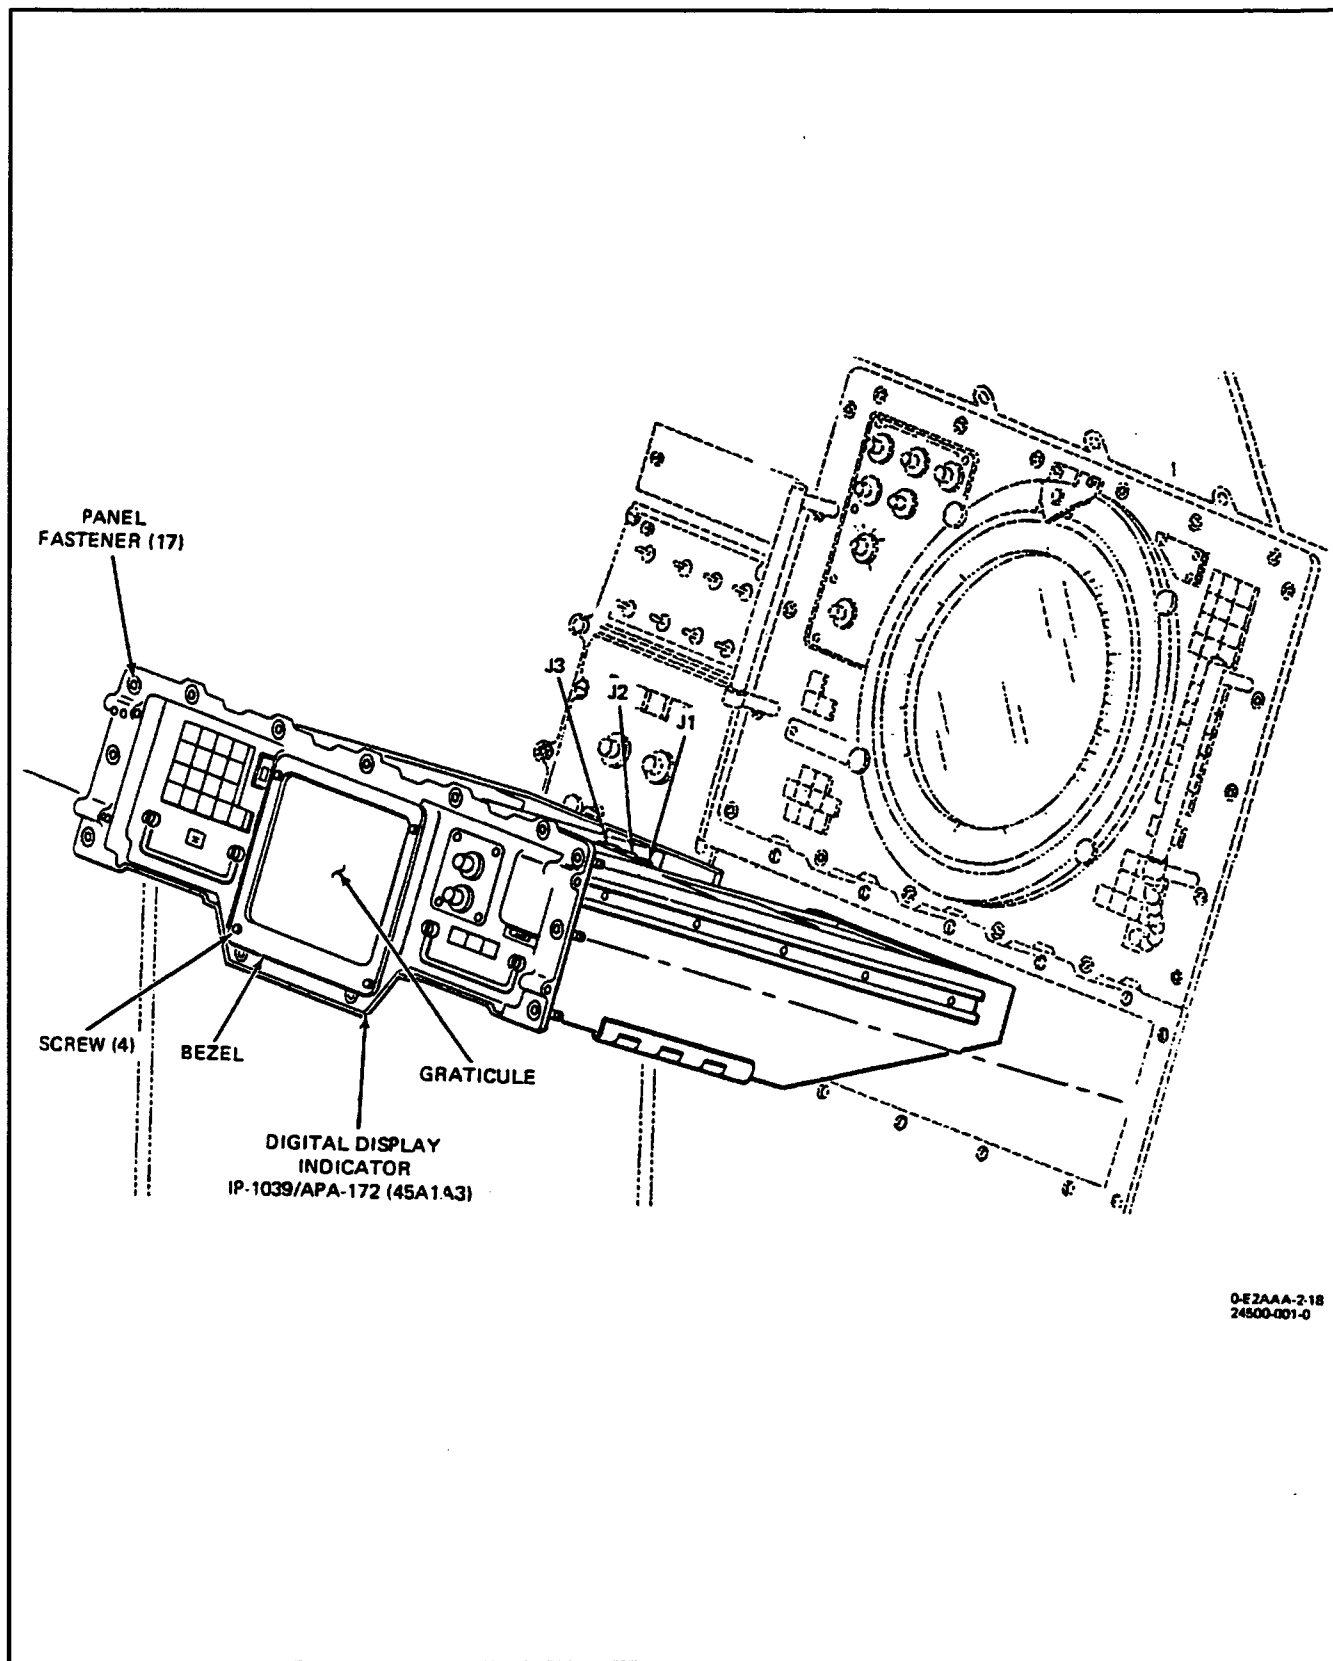 PANEL
FASTENER (17)
J3
J2
J1
SCREW (4)
BEZEL
GRATICULE
DIGITAL DISPLAY
INDICATOR
IP-1039/APA-172 (45A1A3)
0-E2AAA-2-18
24500-001-0